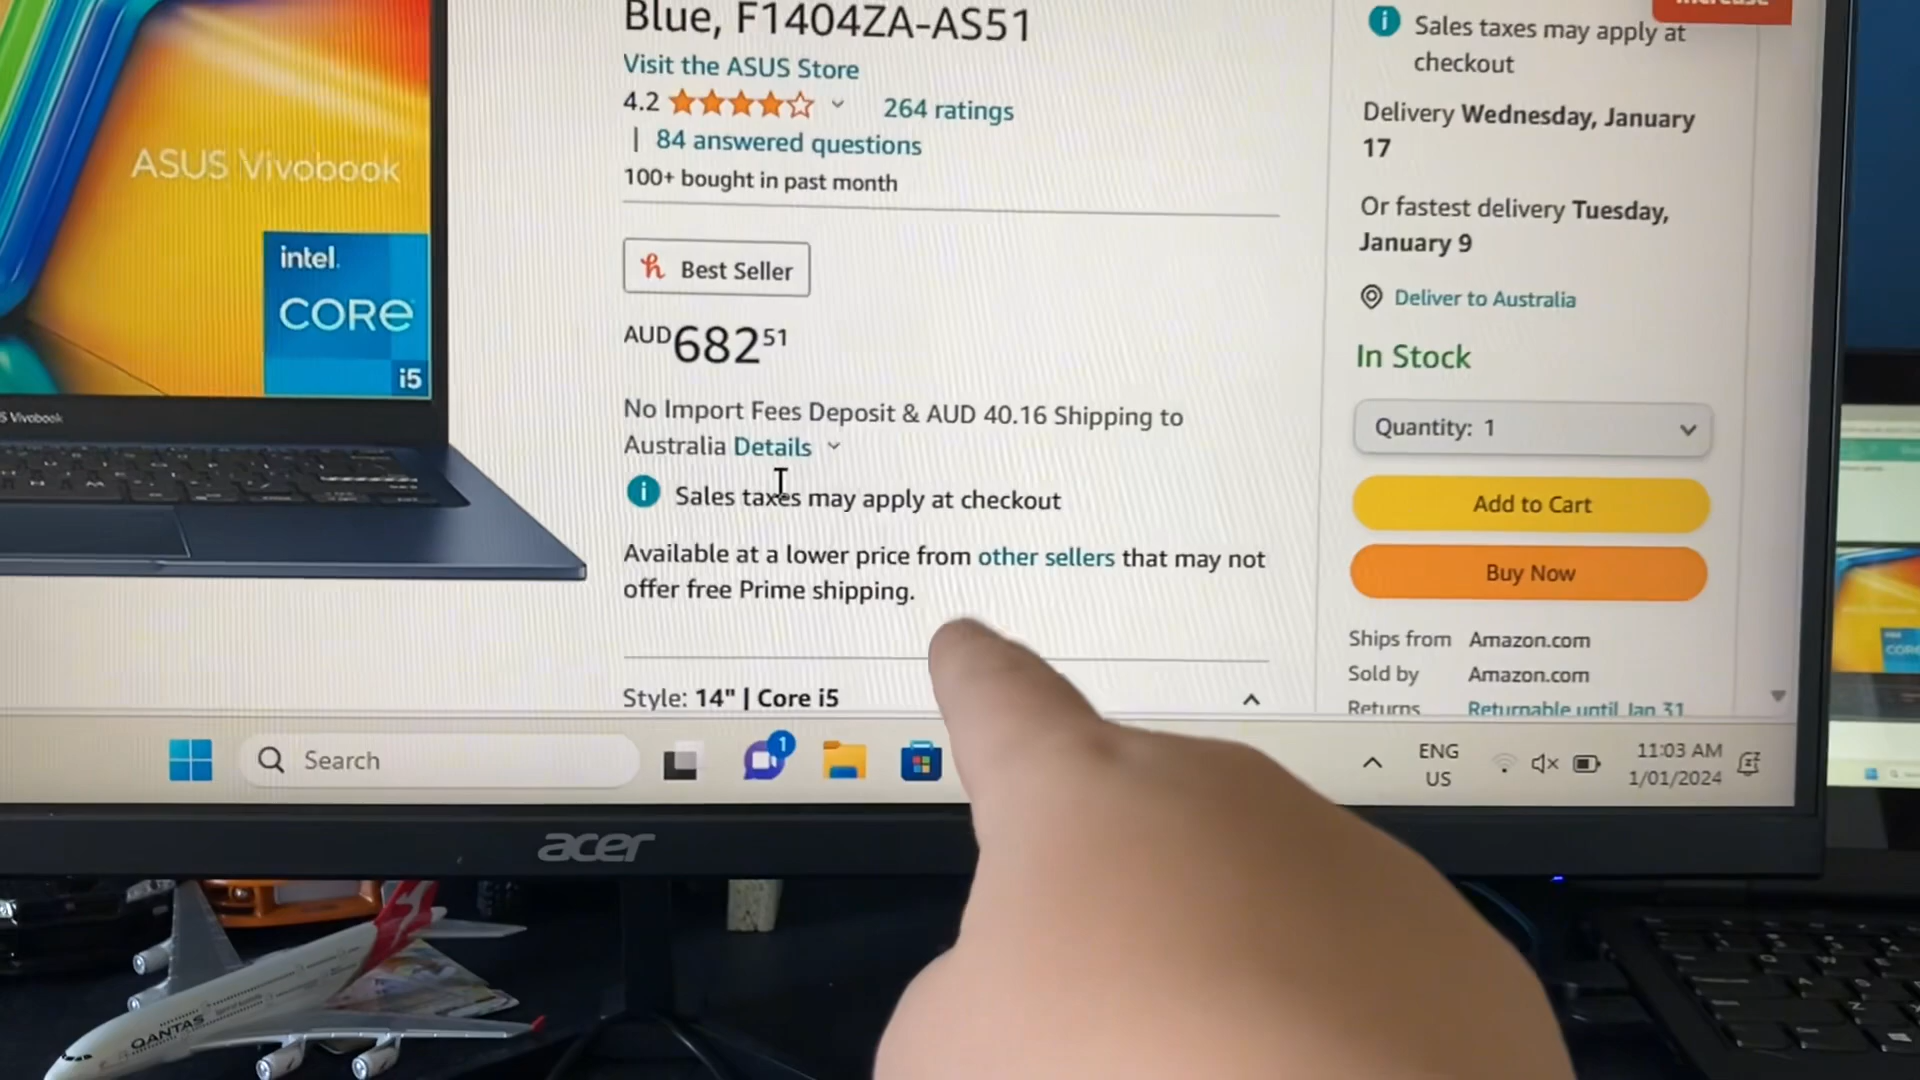 Blue, F1404ZA-AS51
Visit the ASUS Store
4.2
264 ratings
| 84 answered questions
100+ bought in past month
Best Seller
AUD 682 51
No Import Fees Deposit & AUD 40.16 Shipping to
Australia Details
Sales taxes may apply at checkout
Available at a lower price from other sellers that may not
offer free Prime shipping.
Style: 14" | Core i5
ASUS Vivobook
intel.
CORE
i5
Vivobook
Sales taxes may apply at
checkout
Delivery Wednesday, January
17
Or fastest delivery Tuesday,
January 9
Deliver to Australia
In Stock
Quantity: 1
Add to Cart
Buy Now
Ships from Amazon.com
Sold by Amazon.com
Returns Returnable until Jan 31
Search
1
ENG
US
11:03 AM
1/01/2024
acer
QANTAS